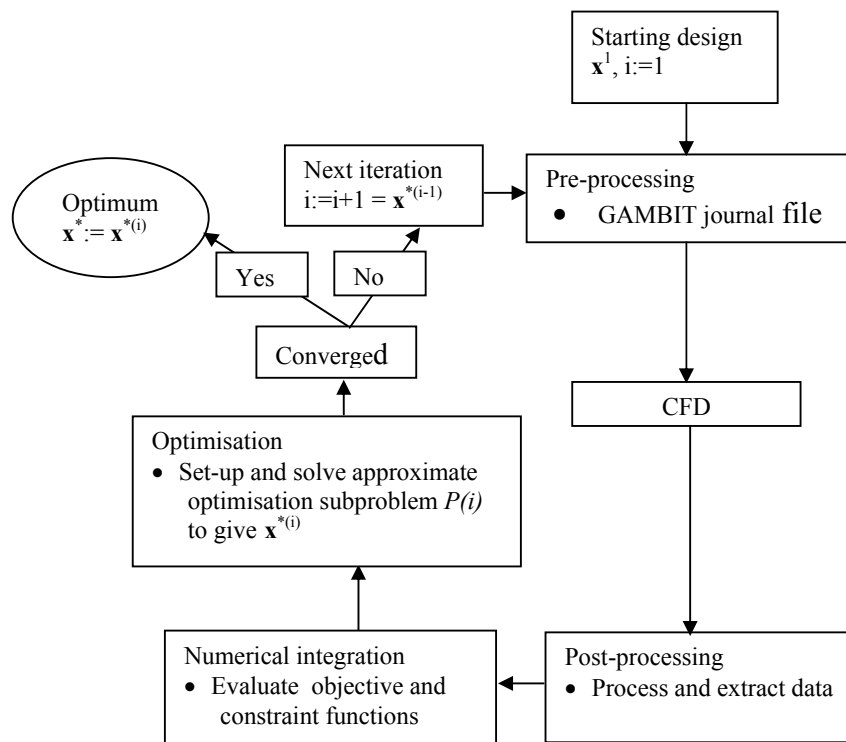 Starting design
x¹, i:=1
Next iteration
i:=i+1 = x*(i-1)
Pre-processing
• GAMBIT journal file
Optimum
x*:= x*(i)
Yes
No
Converged
CFD
Optimisation
• Set-up and solve approximate
optimisation subproblem P(i)
to give x*(i)
Numerical integration
• Evaluate objective and
constraint functions
Post-processing
• Process and extract data